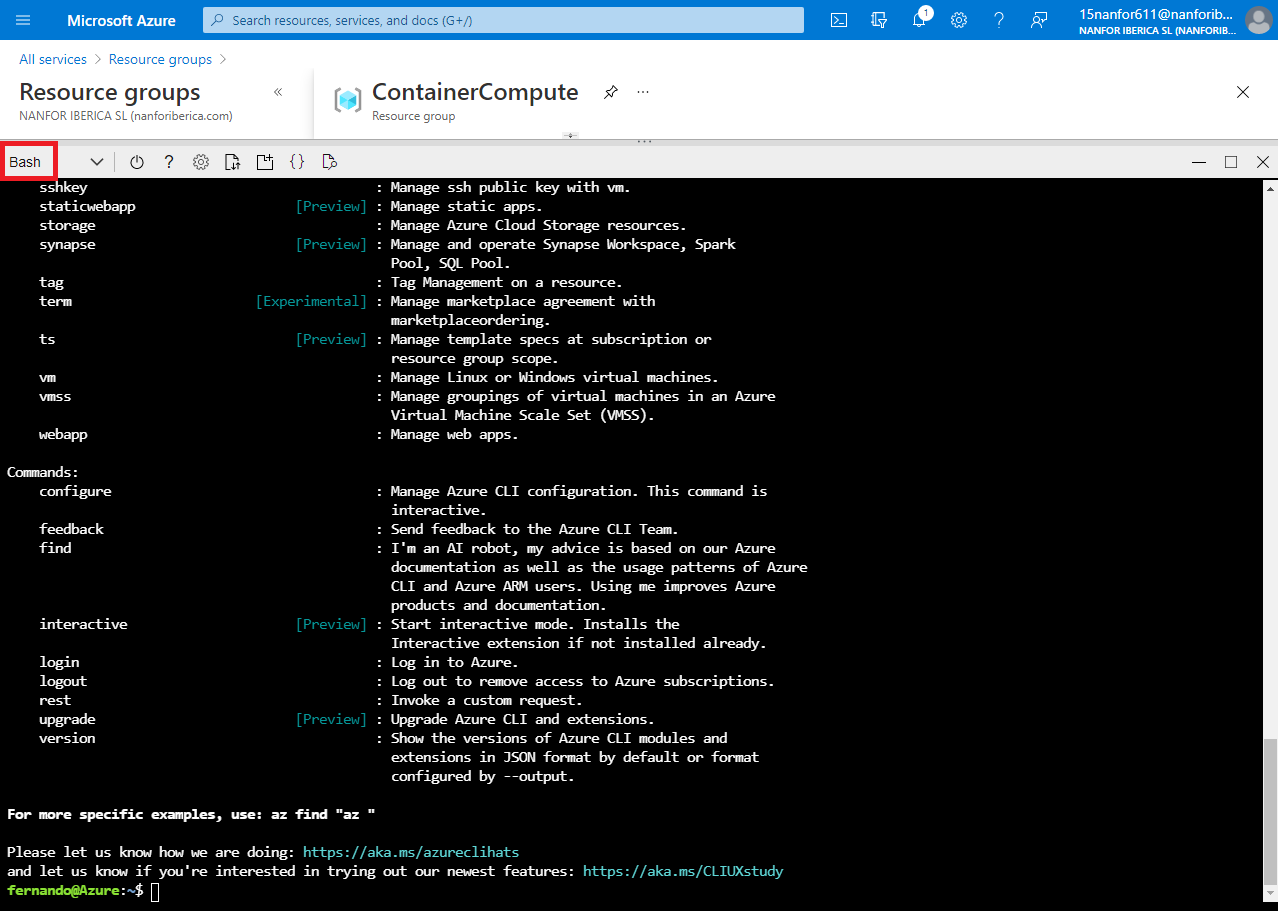 Microsoft Azure
Search resources, services, and docs (G+/)
1
15nanfor611@nanforib...
NANFOR IBERICA SL (NANFORIB...
All services > Resource groups >
Resource groups
«
NANFOR IBERICA SL (nanforiberica.com)
ContainerCompute
...
Resource group
Bash
?
{}
sshkey : Manage ssh public key with vm.
staticwebapp [Preview] : Manage static apps.
storage : Manage Azure Cloud Storage resources.
synapse [Preview] : Manage and operate Synapse Workspace, Spark
Pool, SQL Pool.
tag : Tag Management on a resource.
term [Experimental] : Manage marketplace agreement with
marketplaceordering.
ts [Preview] : Manage template specs at subscription or
resource group scope.
vm : Manage Linux or Windows virtual machines.
vmss : Manage groupings of virtual machines in an Azure
Virtual Machine Scale Set (VMSS).
webapp : Manage web apps.
Commands:
configure : Manage Azure CLI configuration. This command is
interactive.
feedback : Send feedback to the Azure CLI Team.
find : I'm an AI robot, my advice is based on our Azure
documentation as well as the usage patterns of Azure
CLI and Azure ARM users. Using me improves Azure
products and documentation.
interactive [Preview] : Start interactive mode. Installs the
Interactive extension if not installed already.
login : Log in to Azure.
logout : Log out to remove access to Azure subscriptions.
rest : Invoke a custom request.
upgrade [Preview] : Upgrade Azure CLI and extensions.
version : Show the versions of Azure CLI modules and
extensions in JSON format by default or format
configured by --output.
For more specific examples, use: az find "az "
Please let us know how we are doing: https://aka.ms/azureclihats
and let us know if you're interested in trying out our newest features: https://aka.ms/CLIUXstudy
fernando@Azure:~$